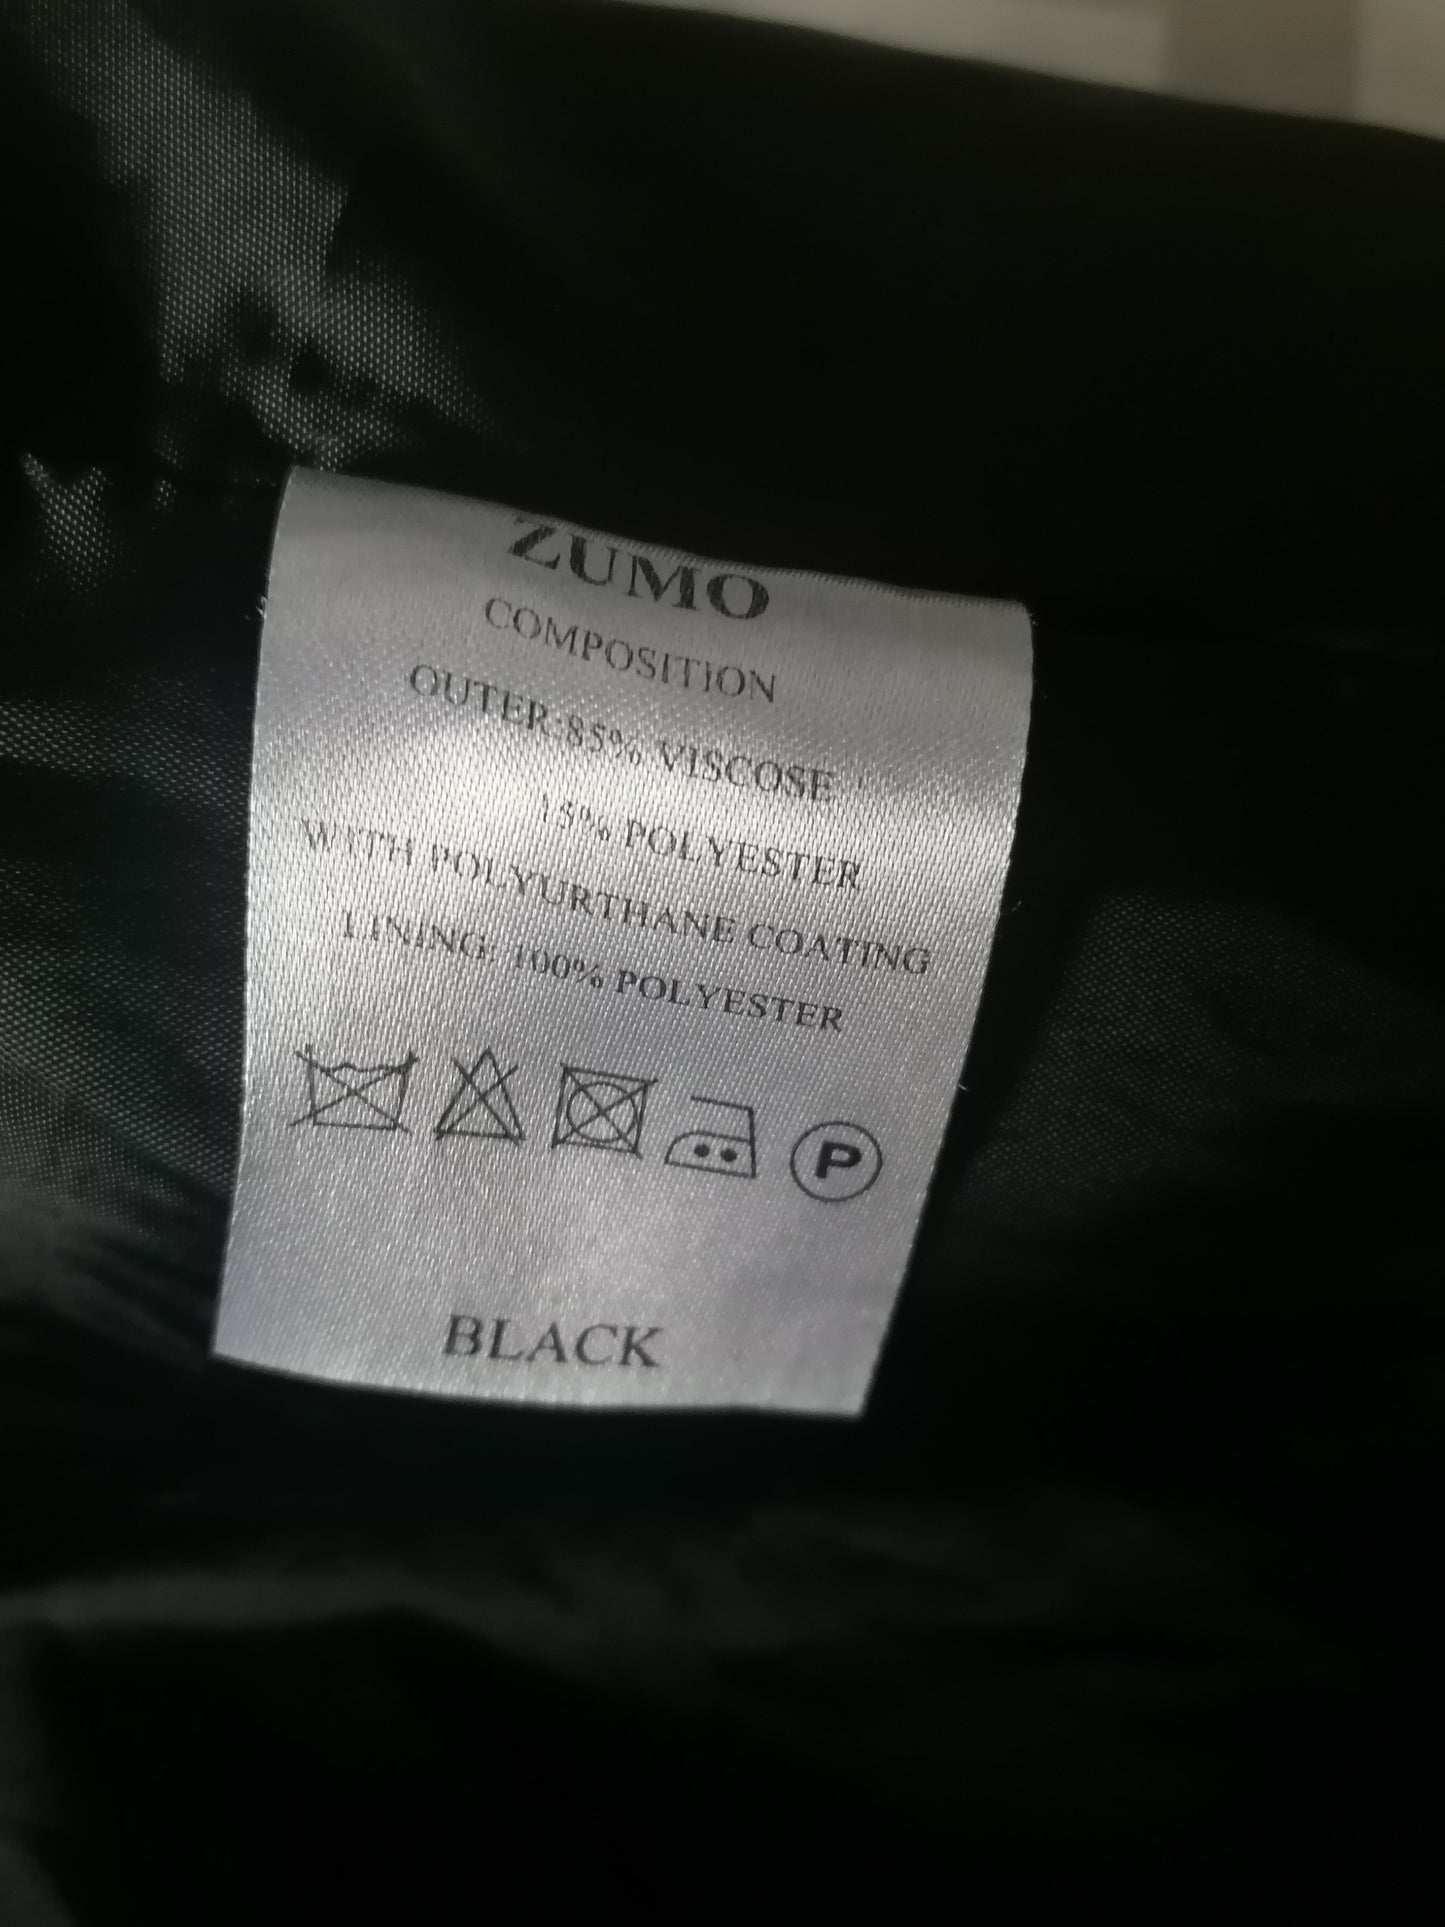 ZUMO
COMPOSITION
OUTER:85% VISCOSE
15% POLYESTER
WITH POLYURTHANE COATING
LINING: 100% POLYESTER
P
BLACK